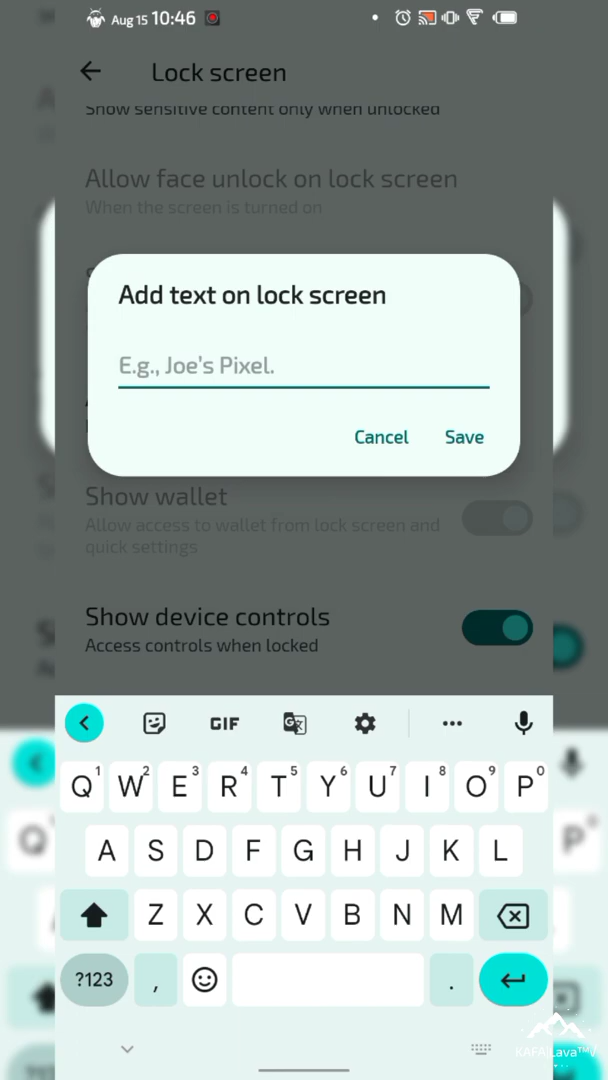 Aug 15 10:46
Lock screen
Show sensitive content only when unlocked
Allow face unlock on lock screen
When the screen is turned on
Add text on lock screen
E.g., Joe's Pixel.
Cancel Save
Show wallet
Allow access to wallet from lock screen and
quick settings
Show device controls
Access controls when locked
GIF
Q1 W2 E3 R4 T5 Y6 U7 I8 O9 P0
A S D F G H J K L
Z X C V B N M
?123 , .
KAFA Lava™